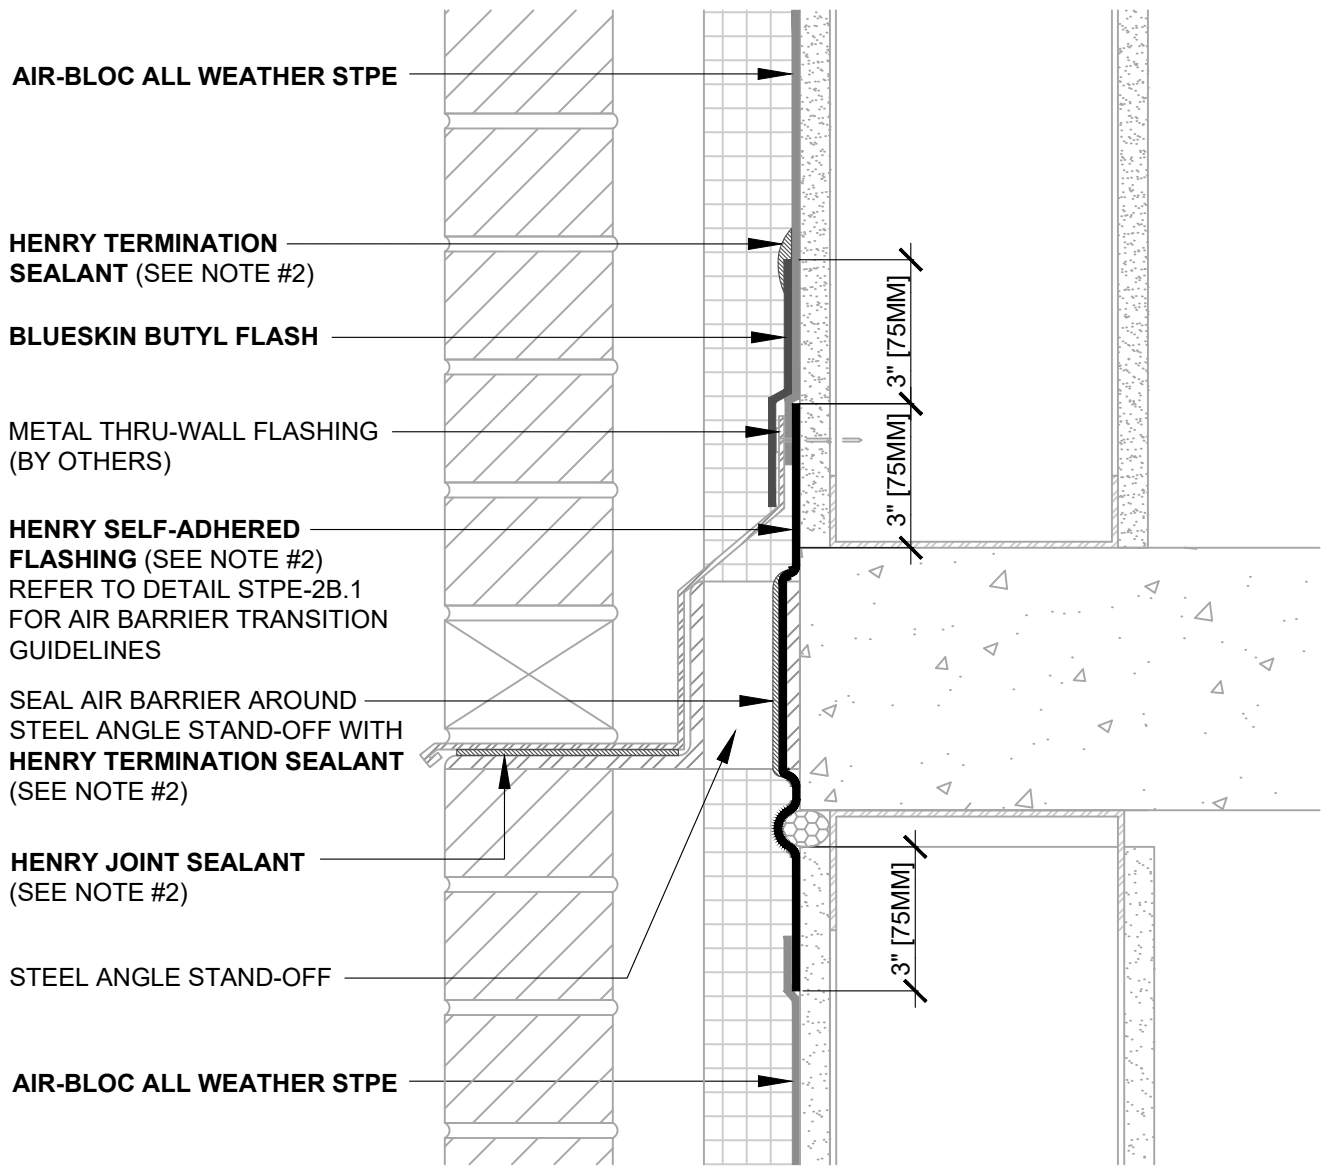 AIR-BLOC ALL WEATHER STPE
HENRY TERMINATION
SEALANT (SEE NOTE #2)
BLUESKIN BUTYL FLASH
METAL THRU-WALL FLASHING
(BY OTHERS)
HENRY SELF-ADHERED
FLASHING (SEE NOTE #2)
REFER TO DETAIL STPE-2B.1
FOR AIR BARRIER TRANSITION
GUIDELINES
SEAL AIR BARRIER AROUND
STEEL ANGLE STAND-OFF WITH
HENRY TERMINATION SEALANT
(SEE NOTE #2)
HENRY JOINT SEALANT
(SEE NOTE #2)
STEEL ANGLE STAND-OFF
AIR-BLOC ALL WEATHER STPE
3" [75MM]
3" [75MM]
3" [75MM]